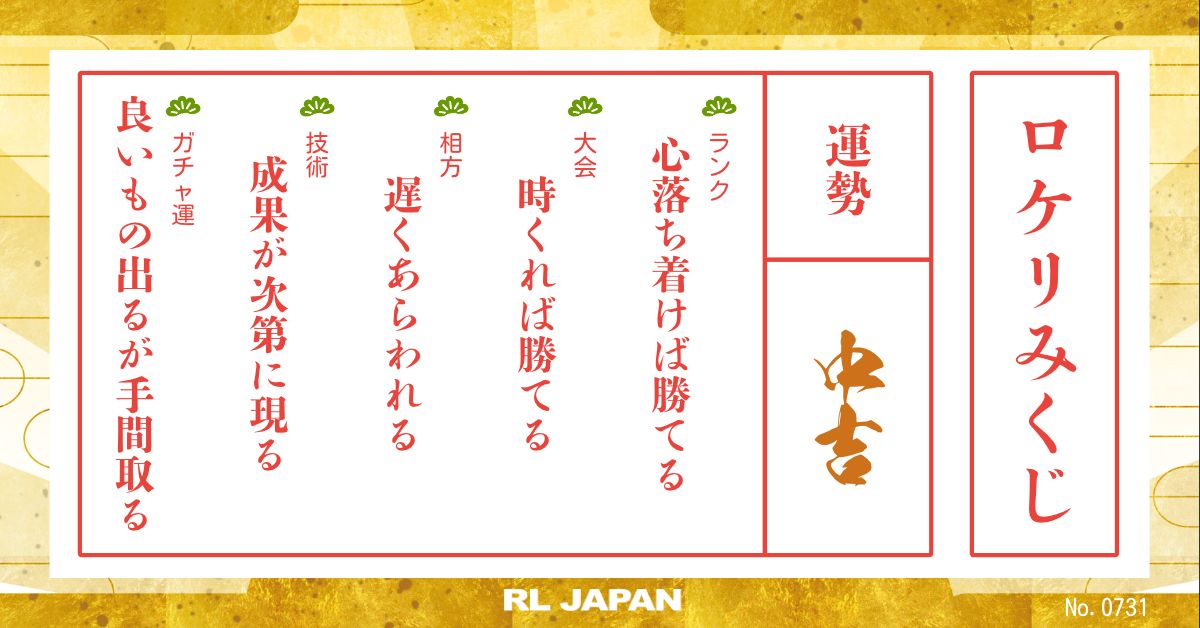 ロケリみくじ
運勢
中吉
ランク
心落ち着けば勝てる
大会
時くれば勝てる
相方
遅くあらわれる
技術
成果が次第に現る
ガチャ運
良いもの出るが手間取る
RL JAPAN
No. 0731